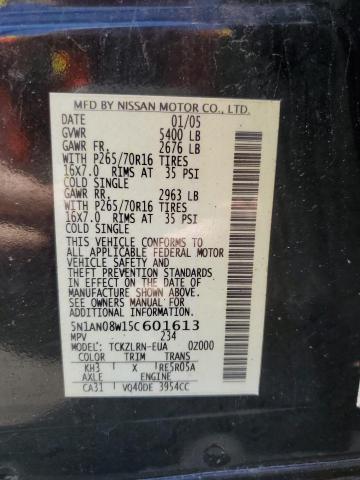 MFD BY NISSAN MOTOR CO., LTD.
DATE 01/05
GVWR 5400 LB
GAWR FR. 2676 LB
WITH P265/70R16 TIRES
16X7.0 RIMS AT 35 PSI
COLD SINGLE
GAWR RR. 2963 LB
WITH P265/70R16 TIRES
16X7.0 RIMS AT 35 PSI
COLD SINGLE
THIS VEHICLE CONFORMS TO
ALL APPLICABLE FEDERAL MOTOR
VEHICLE SAFETY AND
STANDARDS IN EFFECT ON THE
DATE OF
MANUFACTURE SHOWN ABOVE.
SEE OWNERS MANUAL FOR
ADDITIONAL INFORMATION
5N1AN08W15C601613
MPV 234
MODEL: TCKZLRN-EUA 0Z000
COLOR TRIM TRANS
KH3 X RE5R05A
AXLE ENGINE
CA31 VQ40DE 3954CC